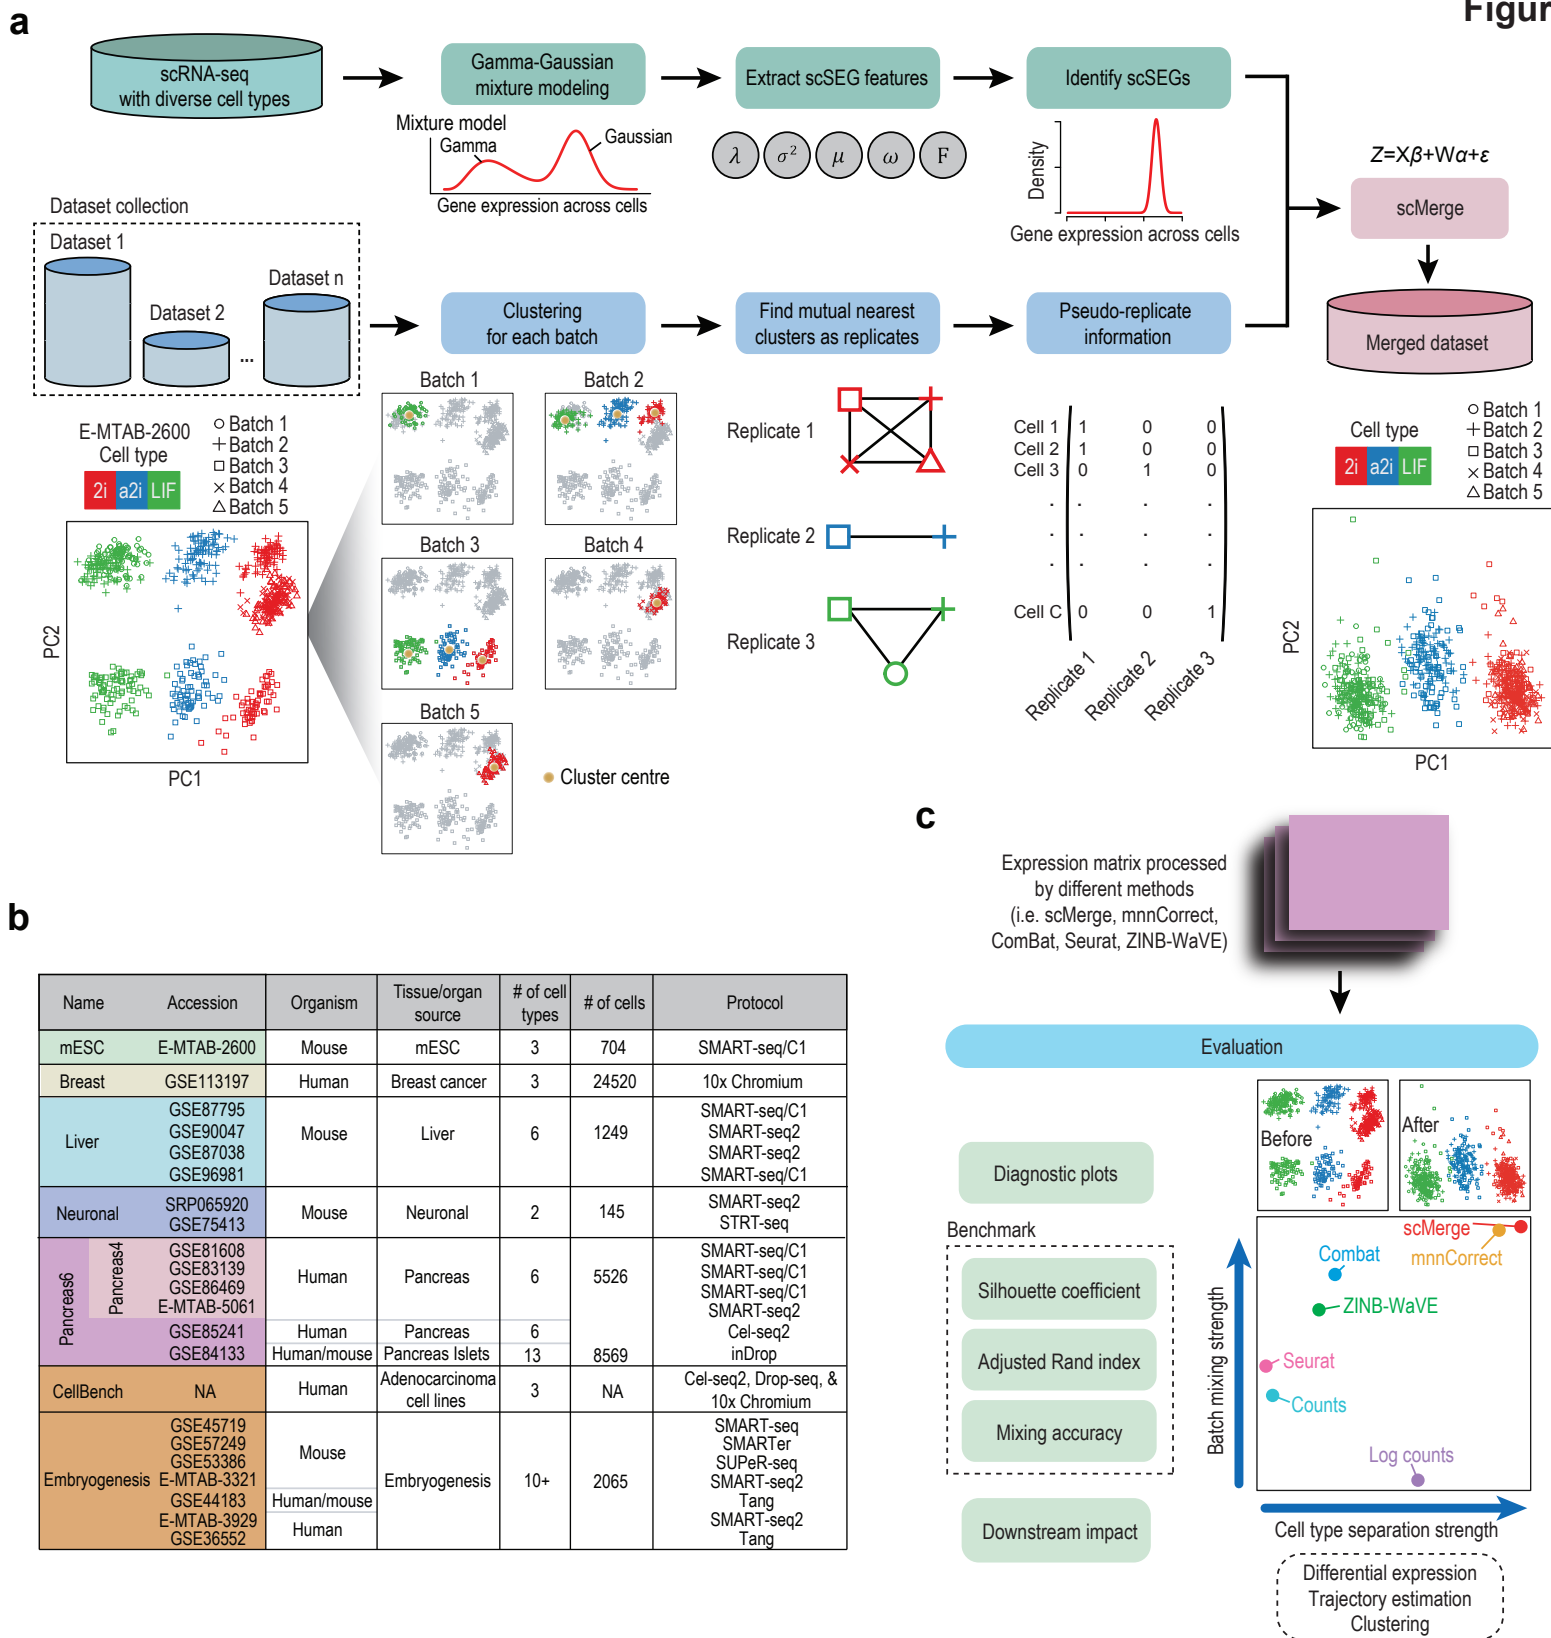 Figur
a
scRNA-seq
with diverse cell types
Gamma-Gaussian
mixture modeling
Extract scSEG features
Identify scSEGs
Mixture model
Gamma
Gaussian
Gene expression across cells
λ σ² μ ω F
Density
Gene expression across cells
Z=Xβ+Wα+ε
scMerge
Merged dataset
Dataset collection
Dataset 1
Dataset 2
...
Dataset n
Clustering
for each batch
Find mutual nearest
clusters as replicates
Pseudo-replicate
information
E-MTAB-2600
Cell type
2i a2i LIF
Batch 1
Batch 2
Batch 3
Batch 4
Batch 5
PC2
PC1
Batch 1
Batch 2
Batch 3
Batch 4
Batch 5
Cluster centre
Replicate 1
Replicate 2
Replicate 3
Cell 1 1 0 0
Cell 2 1 0 0
Cell 3 0 1 0
. . .
. . .
. . .
Cell C 0 0 1
Replicate 1
Replicate 2
Replicate 3
Cell type
2i a2i LIF
Batch 1
Batch 2
Batch 3
Batch 4
Batch 5
PC2
PC1
b
Name Accession Organism Tissue/organ source # of cell types # of cells Protocol
mESC E-MTAB-2600 Mouse mESC 3 704 SMART-seq/C1
Breast GSE113197 Human Breast cancer 3 24520 10x Chromium
Liver
GSE87795
GSE90047
GSE87038
GSE96981
Mouse Liver 6 1249
SMART-seq/C1
SMART-seq2
SMART-seq2
SMART-seq/C1
Neuronal
SRP065920
GSE75413
Mouse Neuronal 2 145
SMART-seq2
STRT-seq
Pancreas6
Pancreas4
GSE81608
GSE83139
GSE86469
E-MTAB-5061
Human Pancreas 6 5526
SMART-seq/C1
SMART-seq/C1
SMART-seq/C1
SMART-seq2
GSE85241 Human Pancreas 6 Cel-seq2
GSE84133 Human/mouse Pancreas Islets 13 8569 inDrop
CellBench NA Human
Adenocarcinoma
cell lines
3 NA
Cel-seq2, Drop-seq, &
10x Chromium
Embryogenesis
GSE45719
GSE57249
GSE53386
E-MTAB-3321
GSE44183
E-MTAB-3929
GSE36552
Mouse
Human/mouse
Human
Embryogenesis 10+ 2065
SMART-seq
SMARTer
SUPeR-seq
SMART-seq2
Tang
SMART-seq2
Tang
c
Expression matrix processed
by different methods
(i.e. scMerge, mnnCorrect,
ComBat, Seurat, ZINB-WaVE)
Evaluation
Diagnostic plots
Before
After
Benchmark
Silhouette coefficient
Adjusted Rand index
Mixing accuracy
Downstream impact
Batch mixing strength
scMerge
mnnCorrect
Combat
ZINB-WaVE
Seurat
Counts
Log counts
Cell type separation strength
Differential expression
Trajectory estimation
Clustering